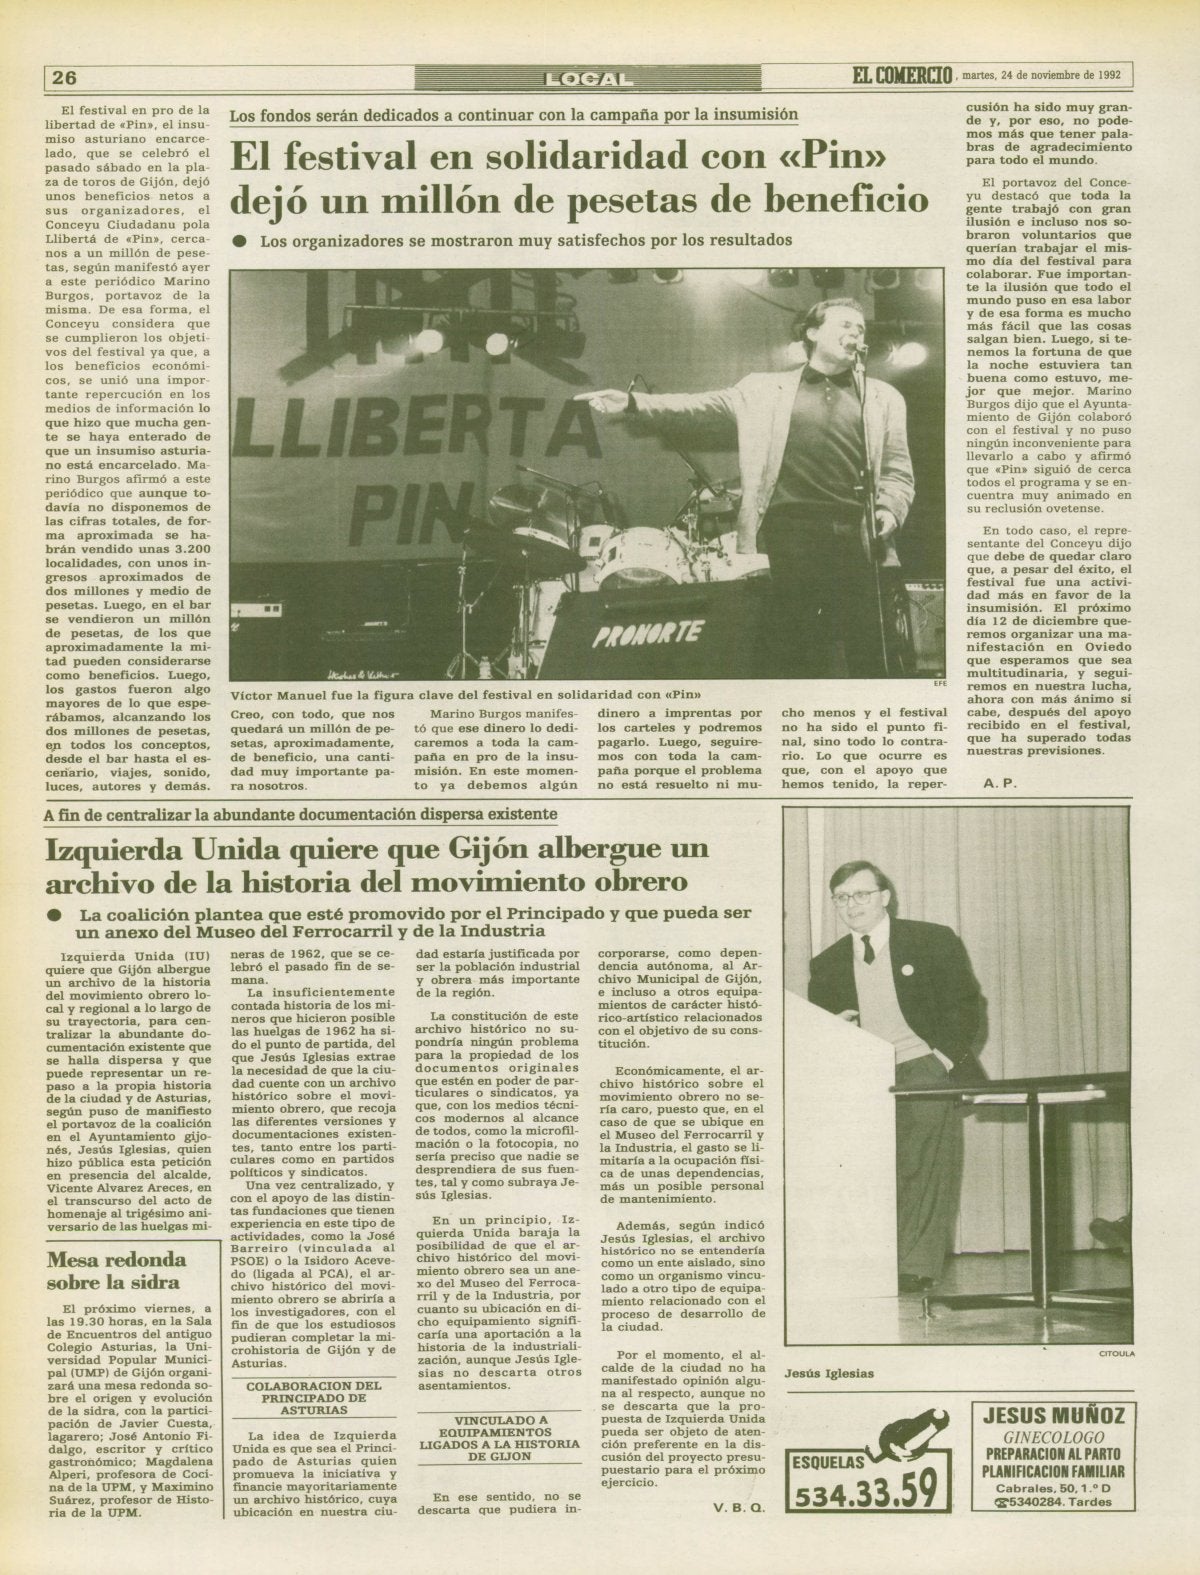 26
LOCAL
EL COMERCIO, martes, 24 de noviembre de 1992
Los fondos serán dedicados a continuar con la campaña por la insumisión
El festival en solidaridad con «Pin»
dejó un millón de pesetas de beneficio
● Los organizadores se mostraron muy satisfechos por los resultados
El festival en pro de la
libertad de «Pin», el insu-
miso asturiano encarce-
lado, que se celebró el
pasado sábado en la pla-
za de toros de Gijón, dejó
unos beneficios netos a
sus organizadores, el
Conceyu Ciudadanu pola
Llibertá de «Pin», cerca-
nos a un millón de pese-
tas, según manifestó ayer
a este periódico Marino
Burgos, portavoz de la
misma. De esa forma, el
Conceyu considera que
se cumplieron los objeti-
vos del festival ya que, a
los beneficios económi-
cos, se unió una impor-
tante repercución en los
medios de información lo
que hizo que mucha gen-
te se haya enterado de
que un insumiso asturia-
no está encarcelado. Ma-
rino Burgos afirmó a este
periódico que aunque to-
davía no disponemos de
las cifras totales, de for-
ma aproximada se ha-
brán vendido unas 3.200
localidades, con unos in-
gresos aproximados de
dos millones y medio de
pesetas. Luego, en el bar
se vendieron un millón
de pesetas, de los que
aproximadamente la mi-
tad pueden considerarse
como beneficios. Luego,
los gastos fueron algo
mayores de lo que espe-
rábamos, alcanzando los
dos millones de pesetas,
en todos los conceptos,
desde el bar hasta el es-
cenario, viajes, sonido,
luces, autores y demás.
LLIBERTA
PIN
PRONORTE
EFE
Víctor Manuel fue la figura clave del festival en solidaridad con «Pin»
Creo, con todo, que nos
quedará un millón de pe-
setas, aproximadamente,
de beneficio, una canti-
dad muy importante pa-
ra nosotros.
Marino Burgos manifes-
tó que ese dinero lo dedi-
caremos a toda la cam-
paña en pro de la insu-
misión. En este momen-
to ya debemos algún
dinero a imprentas por
los carteles y podremos
pagarlo. Luego, seguire-
mos con toda la cam-
paña porque el problema
no está resuelto ni mu-
cho menos y el festival
no ha sido el punto fi-
nal, sino todo lo contra-
rio. Lo que ocurre es
que, con el apoyo que
hemos tenido, la reper-
cusión ha sido muy gran-
de y, por eso, no pode-
mos más que tener pala-
bras de agradecimiento
para todo el mundo.
El portavoz del Conce-
yu destacó que toda la
gente trabajó con gran
ilusión e incluso nos so-
braron voluntarios que
querían trabajar el mis-
mo día del festival para
colaborar. Fue importan-
te la ilusión que todo el
mundo puso en esa labor
y de esa forma es mucho
más fácil que las cosas
salgan bien. Luego, si te-
nemos la fortuna de que
la noche estuviera tan
buena como estuvo, me-
jor que mejor. Marino
Burgos dijo que el Ayunta-
miento de Gijón colaboró
con el festival y no puso
ningún inconveniente para
llevarlo a cabo y afirmó
que «Pin» siguió de cerca
todos el programa y se en-
cuentra muy animado en
su reclusión ovetense.
En todo caso, el repre-
sentante del Conceyu dijo
que debe de quedar claro
que, a pesar del éxito, el
festival fue una activi-
dad más en favor de la
insumisión. El próximo
día 12 de diciembre que-
remos organizar una ma-
nifestación en Oviedo
que esperamos que sea
multitudinaria, y segui-
remos en nuestra lucha,
ahora con más ánimo si
cabe, después del apoyo
recibido en el festival,
que ha superado todas
nuestras previsiones.
A. P.
A fin de centralizar la abundante documentación dispersa existente
Izquierda Unida quiere que Gijón albergue un
archivo de la historia del movimiento obrero
● La coalición plantea que esté promovido por el Principado y que pueda ser
un anexo del Museo del Ferrocarril y de la Industria
Izquierda Unida (IU)
quiere que Gijón albergue
un archivo de la historia
del movimiento obrero lo-
cal y regional a lo largo de
su trayectoria, para cen-
tralizar la abundante do-
cumentación existente que
se halla dispersa y que
puede representar un re-
paso a la propia historia
de la ciudad y de Asturias,
según puso de manifiesto
el portavoz de la coalición
en el Ayuntamiento gijo-
nés, Jesús Iglesias, quien
hizo pública esta petición
en presencia del alcalde,
Vicente Alvarez Areces, en
el transcurso del acto de
homenaje al trigésimo ani-
versario de las huelgas mi-
neras de 1962, que se ce-
lebró el pasado fin de se-
mana.
La insuficientemente
contada historia de los mi-
neros que hicieron posible
las huelgas de 1962 ha si-
do el punto de partida, del
que Jesús Iglesias extrae
la necesidad de que la ciu-
dad cuente con un archivo
histórico sobre el movi-
miento obrero, que recoja
las diferentes versiones y
documentaciones existen-
tes, tanto entre los parti-
culares como en partidos
políticos y sindicatos.
Una vez centralizado, y
con el apoyo de las distin-
tas fundaciones que tienen
experiencia en este tipo de
actividades, como la José
Barreiro (vinculada al
PSOE) o la Isidoro Aceve-
do (ligada al PCA), el ar-
chivo histórico del movi-
miento obrero se abriría a
los investigadores, con el
fin de que los estudiosos
pudieran completar la mi-
crohistoria de Gijón y de
Asturias.
COLABORACION DEL
PRINCIPADO DE
ASTURIAS
La idea de Izquierda
Unida es que sea el Princi-
pado de Asturias quien
promueva la iniciativa y
financie mayoritariamente
un archivo histórico, cuya
ubicación en nuestra ciu-
dad estaría justificada por
ser la población industrial
y obrera más importante
de la región.
La constitución de este
archivo histórico no su-
pondría ningún problema
para la propiedad de los
documentos originales
que estén en poder de par-
ticulares o sindicatos, ya
que, con los medios técni-
cos modernos al alcance
de todos, como la microfil-
mación o la fotocopia, no
sería preciso que nadie se
desprendiera de sus fuen-
tes, tal y como subraya Je-
sús Iglesias.
En un principio, Iz-
quierda Unida baraja la
posibilidad de que el ar-
chivo histórico del movi-
miento obrero sea un ane-
xo del Museo del Ferroca-
rril y de la Industria, por
cuanto su ubicación en di-
cho equipamiento signifi-
caría una aportación a la
historia de la industriali-
zación, aunque Jesús Igle-
sias no descarta otros
asentamientos.
VINCULADO A
EQUIPAMIENTOS
LIGADOS A LA HISTORIA
DE GIJON
En ese sentido, no se
descarta que pudiera in-
corporarse, como depen-
dencia autónoma, al Ar-
chivo Municipal de Gijón,
e incluso a otros equipa-
mientos de carácter histó-
rico-artístico relacionados
con el objetivo de su cons-
titución.
Económicamente, el ar-
chivo histórico sobre el
movimiento obrero no se-
ría caro, puesto que, en el
caso de que se ubique en
el Museo del Ferrocarril y
la Industria, el gasto se li-
mitaría a la ocupación físi-
ca de unas dependencias,
más un posible personal
de mantenimiento.
Además, según indicó
Jesús Iglesias, el archivo
histórico no se entendería
como un ente aislado, sino
como un organismo vincu-
lado a otro tipo de equipa-
miento relacionado con el
proceso de desarrollo de
la ciudad.
Por el momento, el al-
calde de la ciudad no ha
manifestado opinión algu-
na al respecto, aunque no
se descarta que la pro-
puesta de Izquierda Unida
pueda ser objeto de aten-
ción preferente en la dis-
cusión del proyecto presu-
puestario para el próximo
ejercicio.
V. B. Q.
Mesa redonda
sobre la sidra
El próximo viernes, a
las 19.30 horas, en la Sala
de Encuentros del antiguo
Colegio Asturias, la Uni-
versidad Popular Munici-
pal (UMP) de Gijón organi-
zará una mesa redonda so-
bre el origen y evolución
de la sidra, con la partici-
pación de Javier Cuesta,
lagarero; José Antonio Fi-
dalgo, escritor y crítico
gastronómico; Magdalena
Alperi, profesora de Coci-
na de la UPM, y Maximino
Suárez, profesor de Histo-
ria de la UPM.
CITOULA
Jesús Iglesias
ESQUELAS
534.33.59
JESUS MUÑOZ
GINECOLOGO
PREPARACION AL PARTO
PLANIFICACION FAMILIAR
Cabrales, 50, 1.º D
☎5340284. Tardes